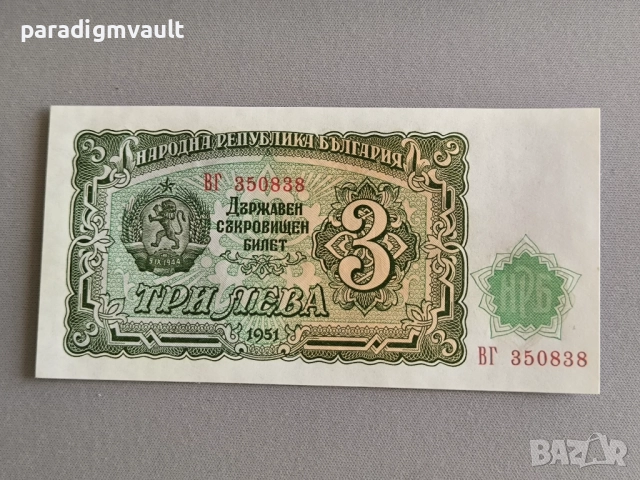 paradigmvault
НАРОДНА РЕПУБЛИКА БЪЛГАРИЯ
ВГ 350838
ДЪРЖАВЕН
СЪКРОВИЩЕН
БИЛЕТ
3
9.IX.1944
ТРИ ЛЕВА
1951
НРБ
ВГ 350838
BAZAR